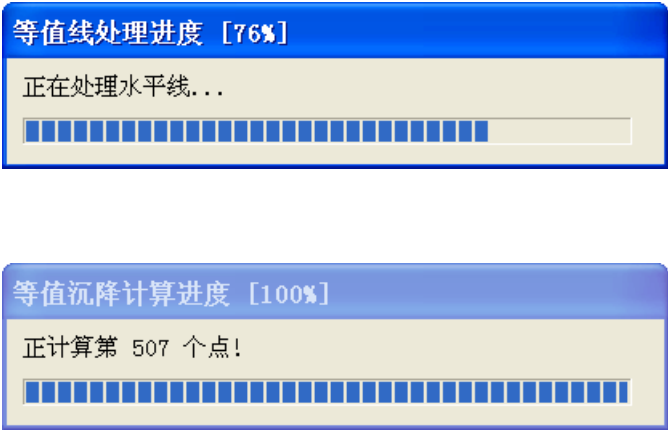 等值线处理进度 [76%]
正在处理水平线...
等值沉降计算进度 [100%]
正计算第 507 个点!